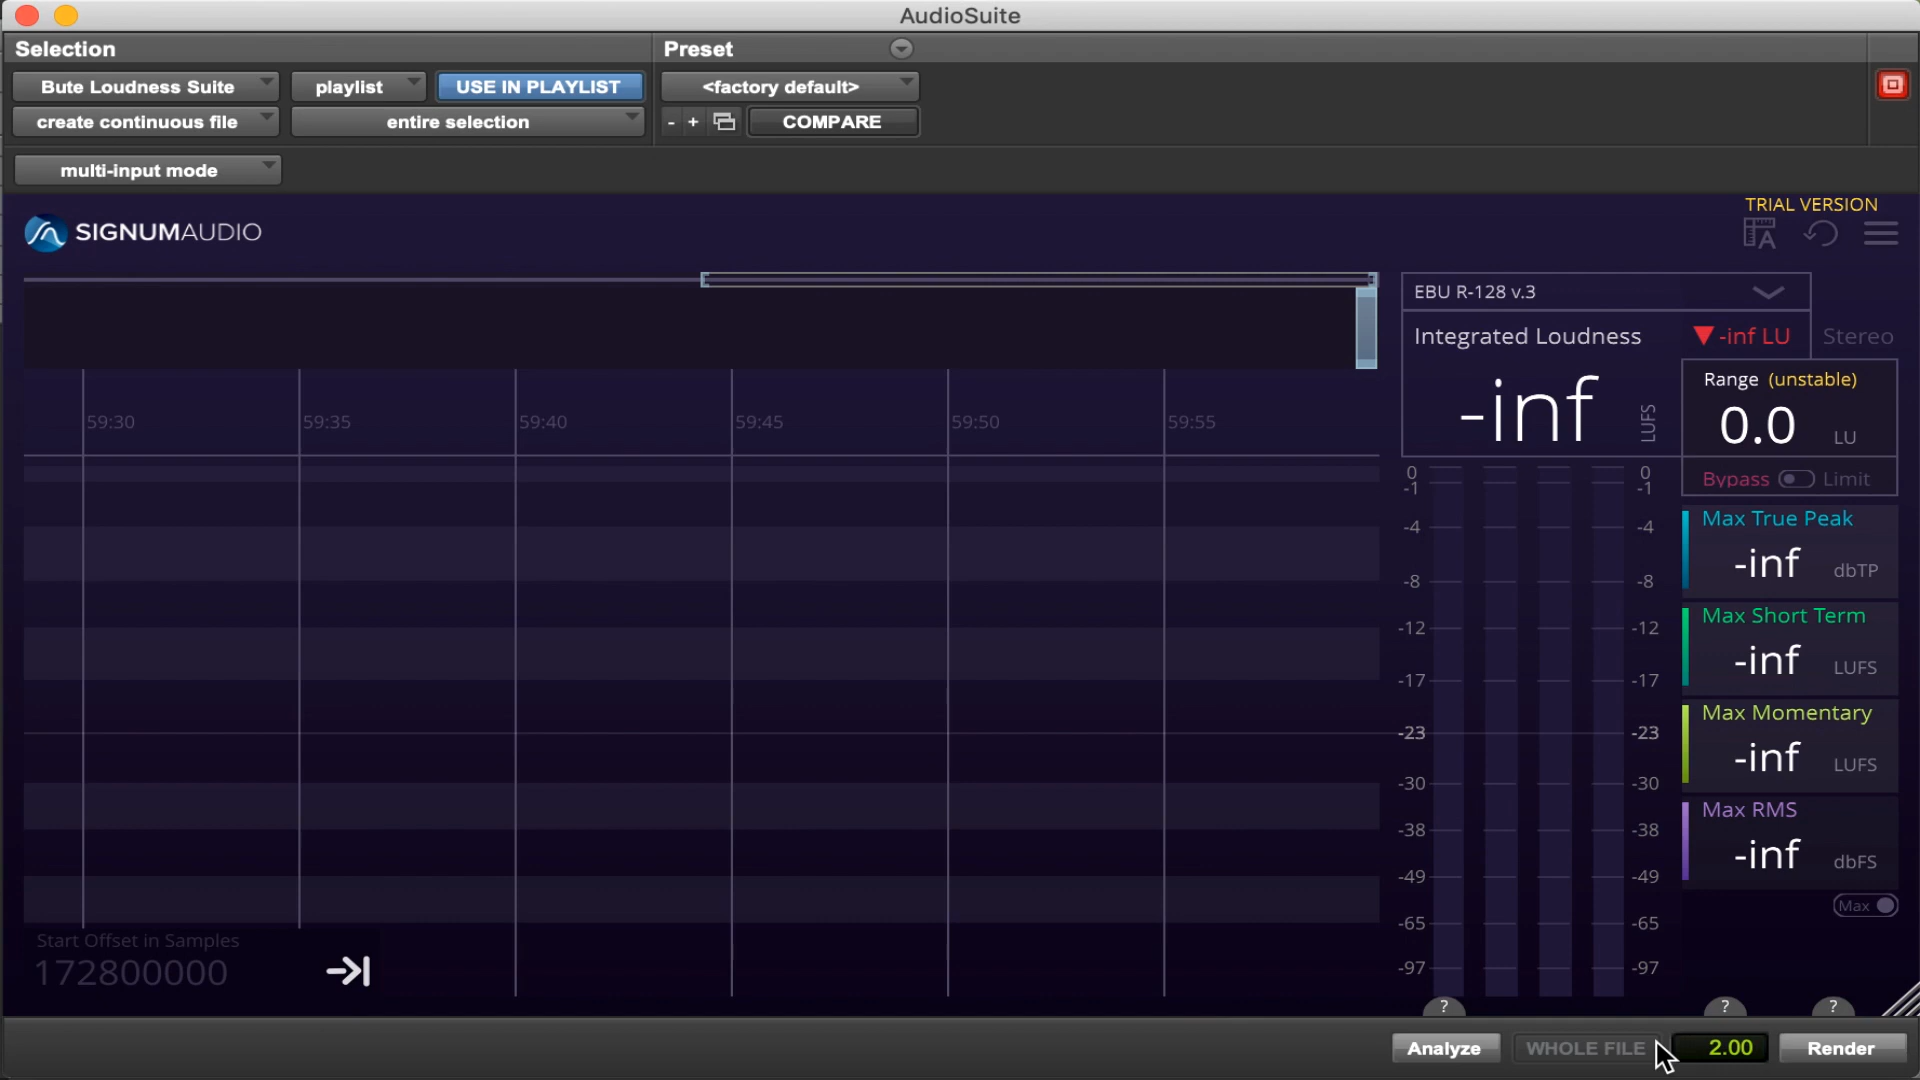 AudioSuite
Selection
Preset
Bute Loudness Suite
playlist
USE IN PLAYLIST
<factory default>
create continuous file
entire selection
- +
COMPARE
multi-input mode
TRIAL VERSION
SIGNUMAUDIO
A
EBU R-128 v.3
Integrated Loudness
-inf LU
Stereo
-inf
LUFS
Range (unstable)
0.0 LU
Bypass
Limit
59:30
59:35
59:40
59:45
59:50
59:55
0 0
-1 -1
-4 -4
-8 -8
-12 -12
-17 -17
-23 -23
-30 -30
-38 -38
-49 -49
-65 -65
-97 -97
Max True Peak
-inf dbTP
Max Short Term
-inf LUFS
Max Momentary
-inf LUFS
Max RMS
-inf dbFS
Max
Start Offset in Samples
172800000
? ? ?
Analyze
WHOLE FILE
2.00
Render